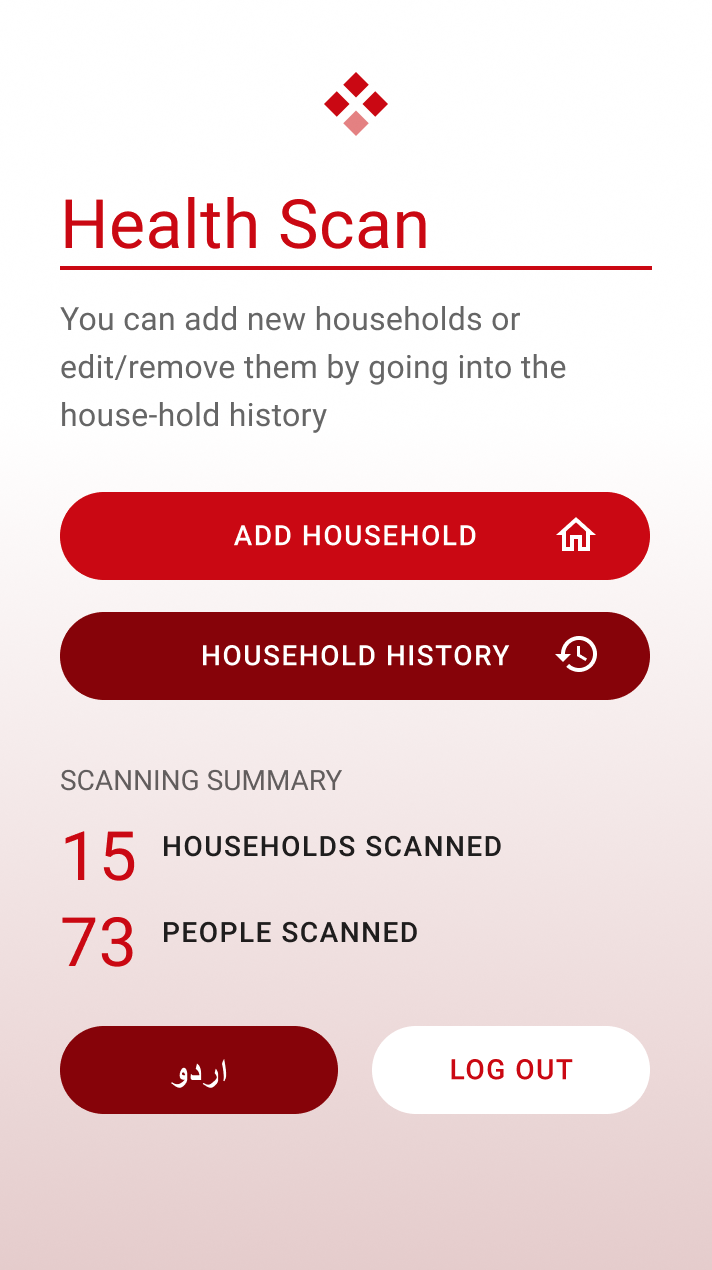 Health Scan
You can add new households or
edit/remove them by going into the
house-hold history
ADD HOUSEHOLD
HOUSEHOLD HISTORY
SCANNING SUMMARY
15 HOUSEHOLDS SCANNED
73 PEOPLE SCANNED
اردو
LOG OUT